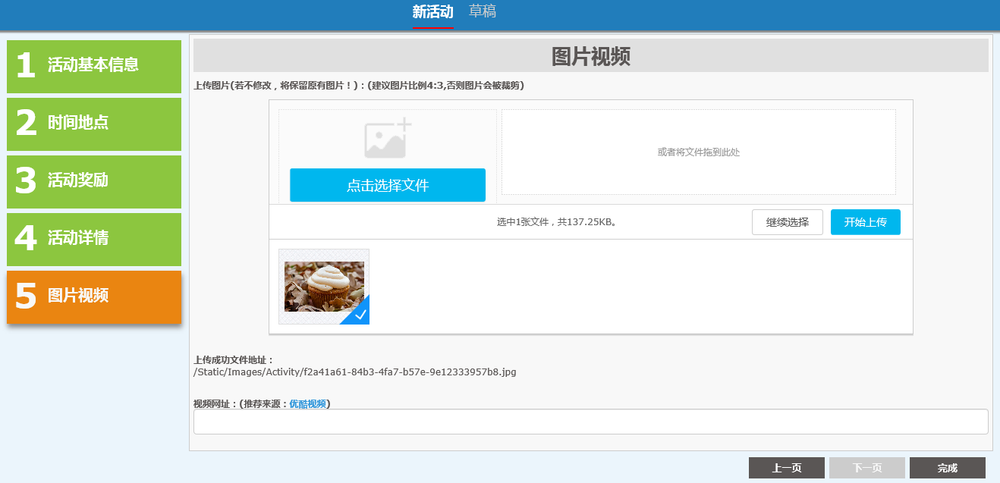 新活动 草稿
1 活动基本信息
2 时间地点
3 活动奖励
4 活动详情
5 图片视频
图片视频
上传图片(若不修改，将保留原有图片！)：(建议图片比例4:3,否则图片会被裁剪)
点击选择文件
或者将文件拖到此处
选中1张文件，共137.25KB。
继续选择 开始上传
上传成功文件地址：
/Static/Images/Activity/f2a41a61-84b3-4fa7-b57e-9e12333957b8.jpg
视频网址：(推荐来源：优酷视频)
上一页 下一页 完成